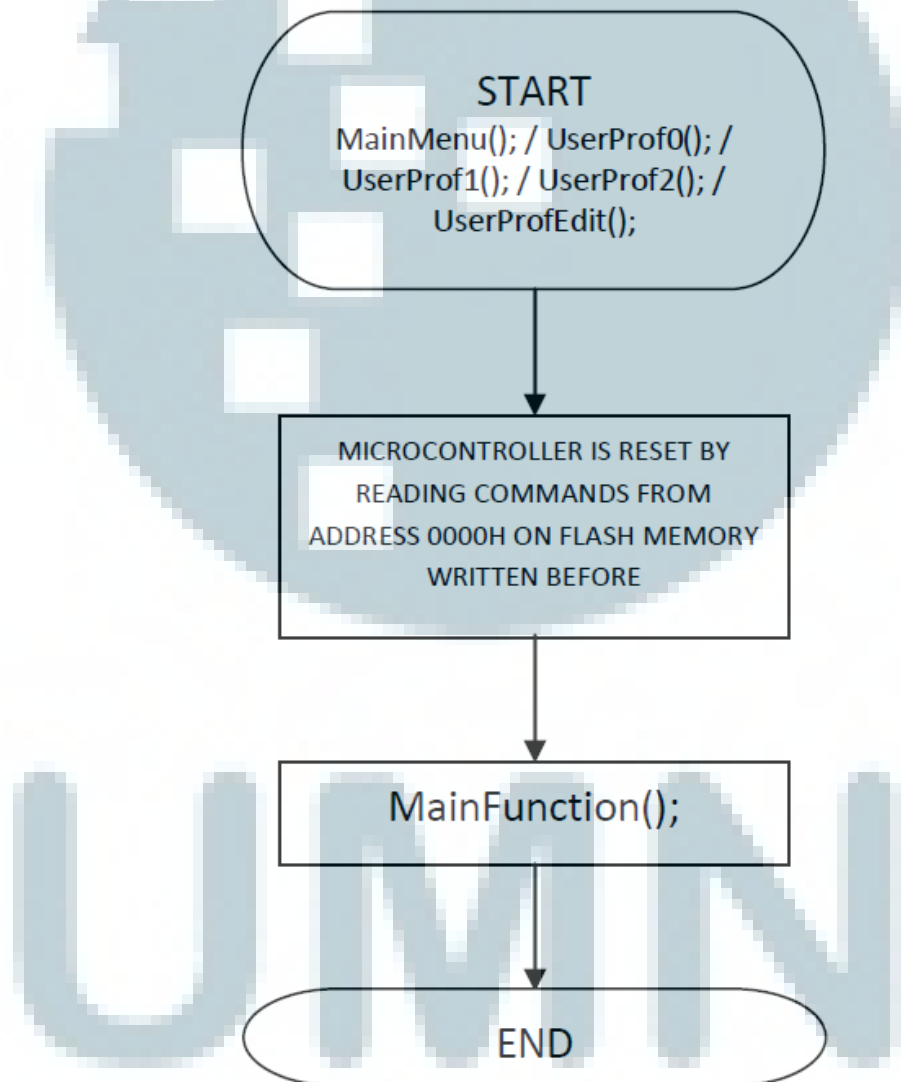 START
MainMenu(); / UserProf0(); /
UserProf1(); / UserProf2(); /
UserProfEdit();
MICROCONTROLLER IS RESET BY
READING COMMANDS FROM
ADDRESS 0000H ON FLASH MEMORY
WRITTEN BEFORE
MainFunction();
UMN
END